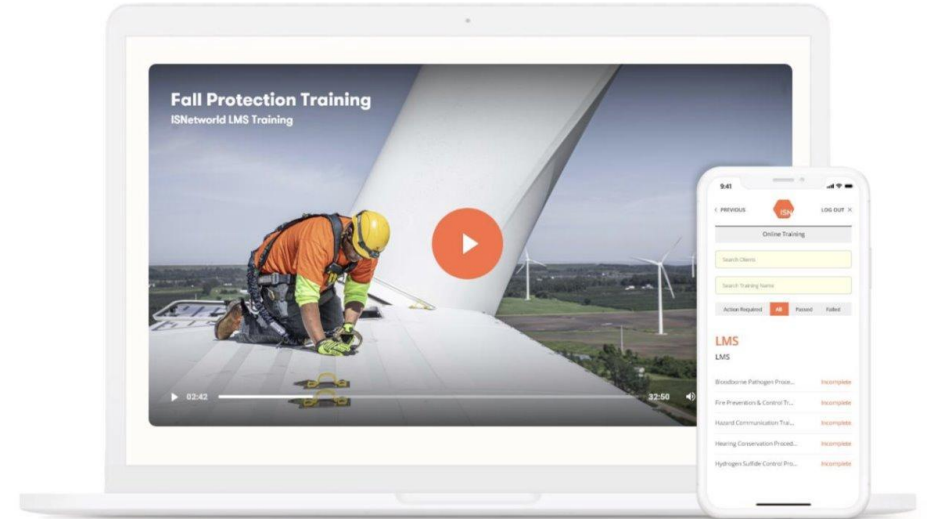 Fall Protection Training
ISNetworld LMS Training
02:42
32:50
9:41
PREVIOUS
ISN
LOG OUT
Online Training
Search Clients
Search Training Name
Action Required All Passed Failed
LMS
LMS
Bloodborne Pathogen Proce... Incomplete
Fire Prevention & Control Tr... Incomplete
Hazard Communication Trai... Incomplete
Hearing Conservation Proced... Incomplete
Hydrogen Sulfide Control Pro... Incomplete